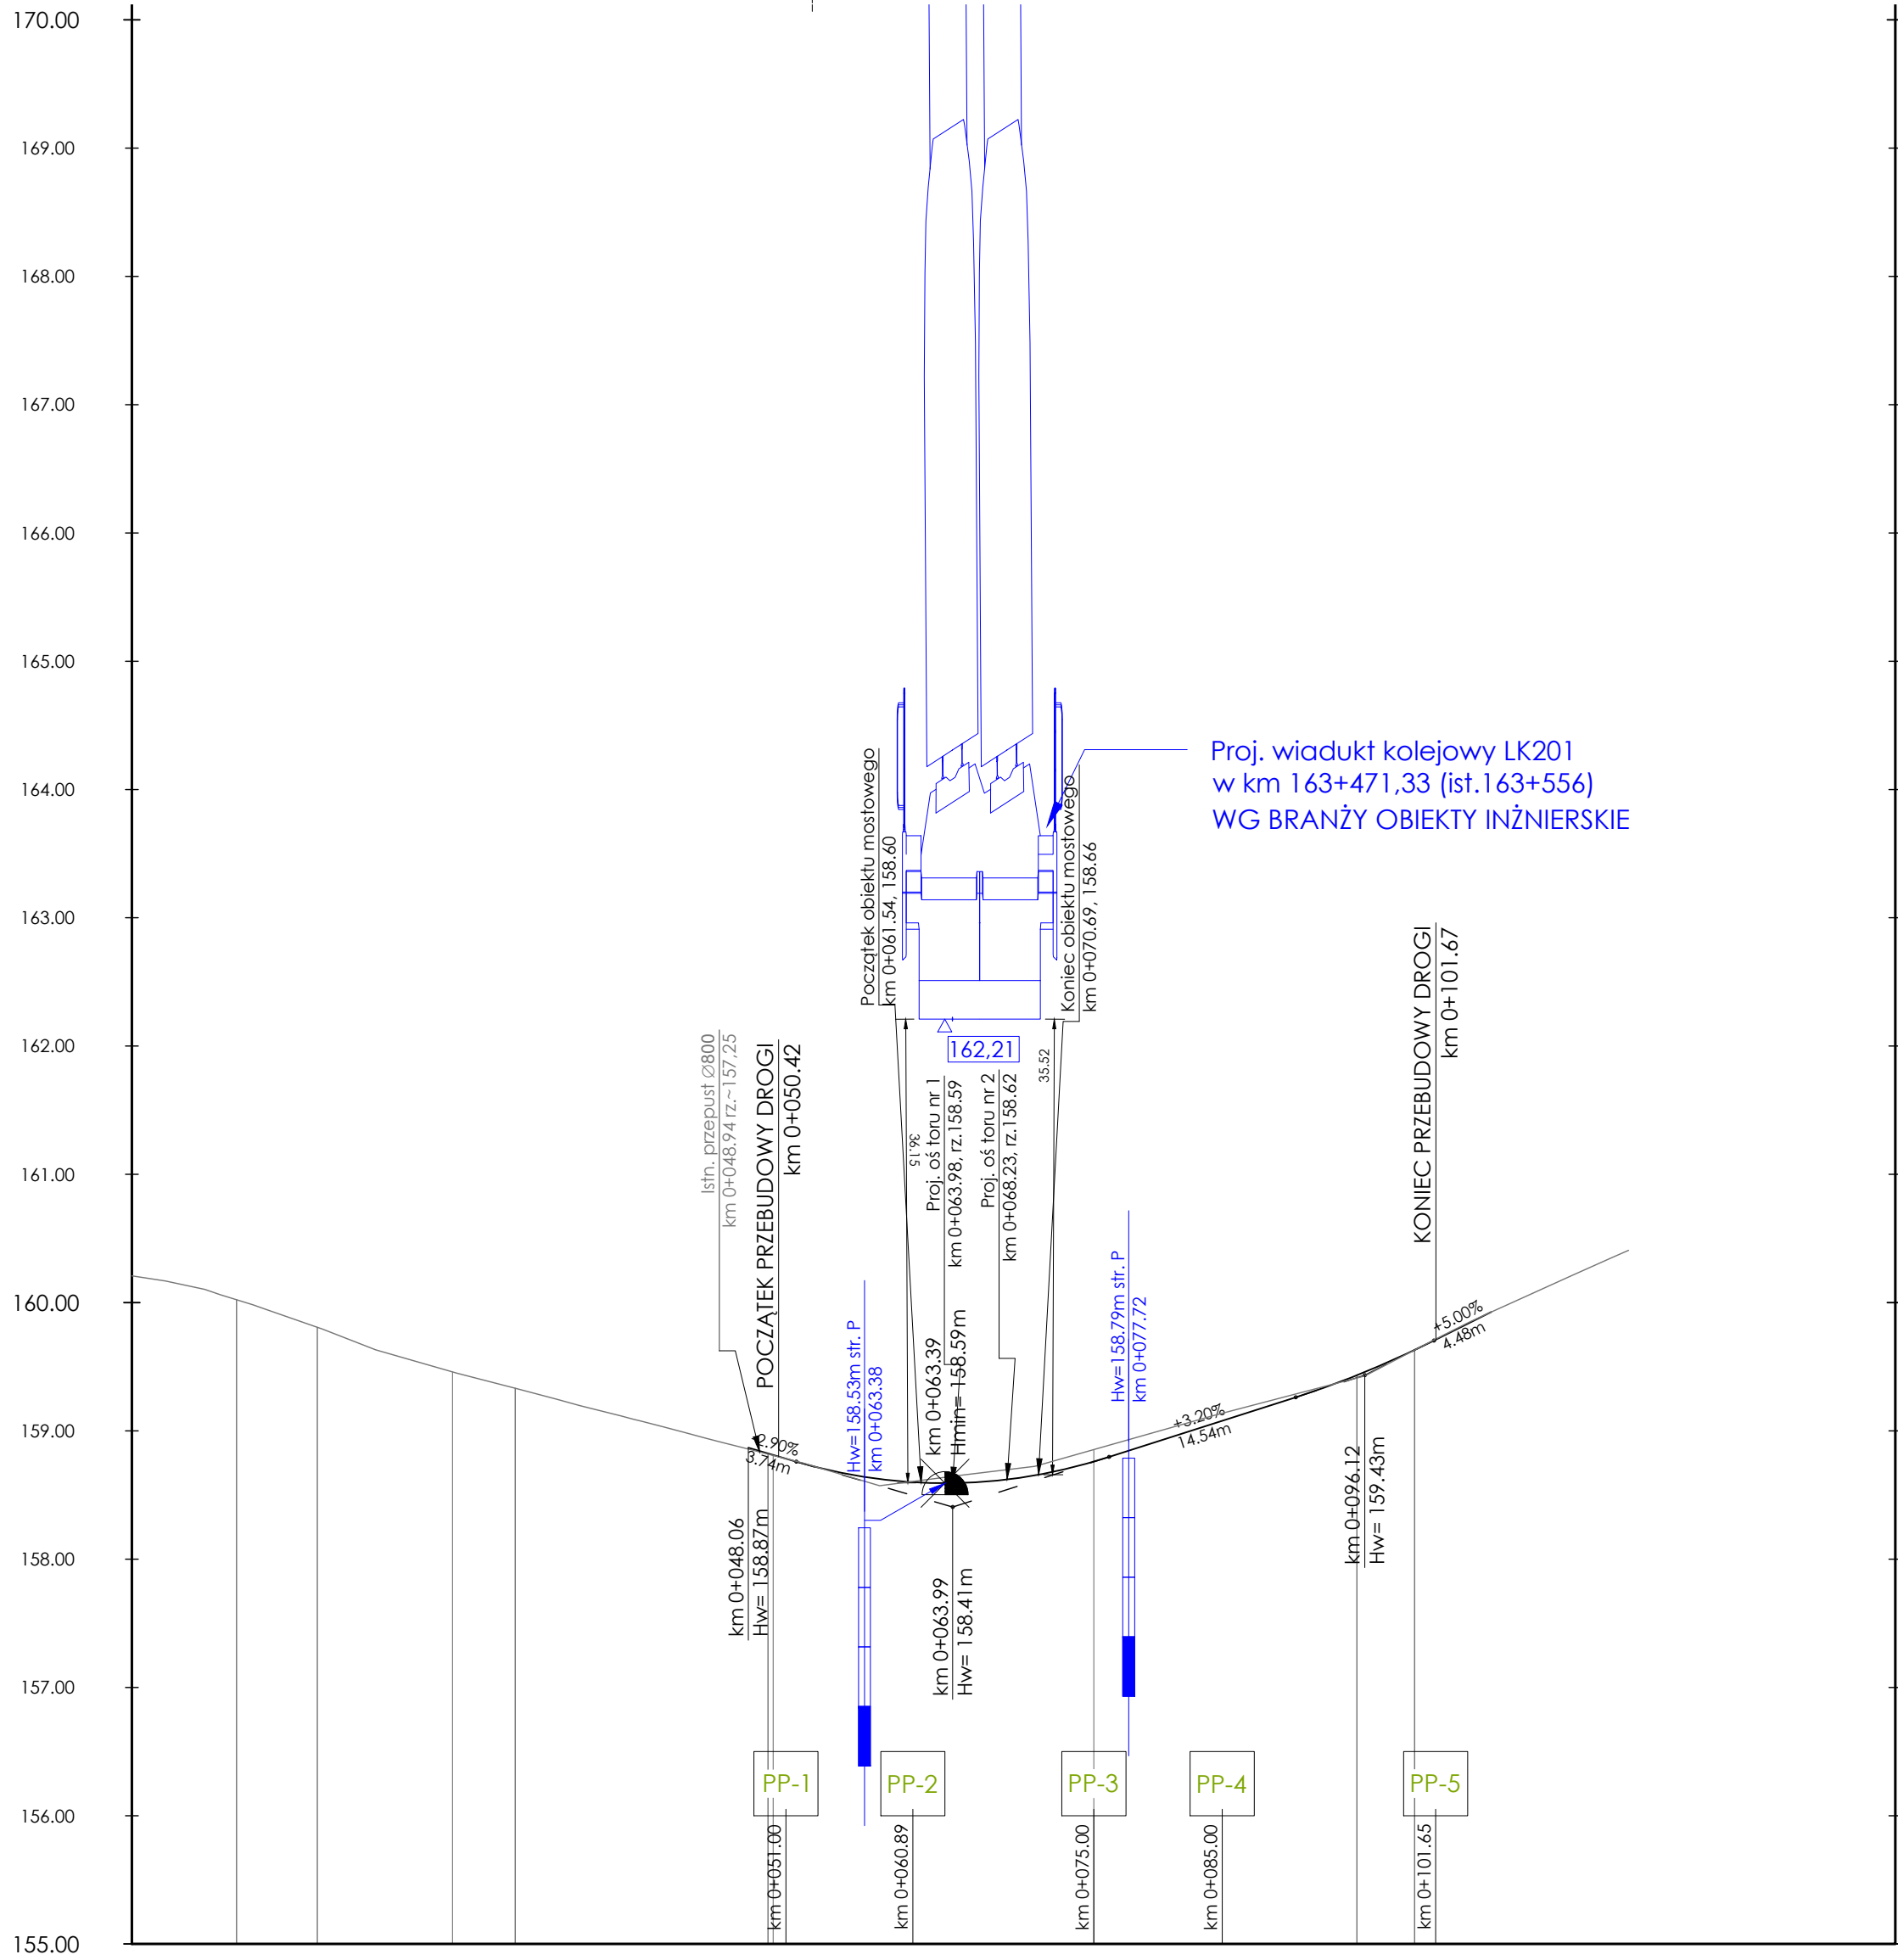 170.00
169.00
168.00
167.00
166.00
165.00
164.00
163.00
162.00
161.00
160.00
159.00
158.00
157.00
156.00
155.00
Proj. wiadukt kolejowy LK201
w km 163+471,33 (ist.163+556)
WG BRANŻY OBIEKTY INŻNIERSKIE
Początek obiektu mostowego
km 0+061.54, 158.60
Koniec obiektu mostowego
km 0+070.69, 158.66
162,21
36.15
35.52
Istn. przepust Ø800
km 0+048.94 rz.~157,25
POCZĄTEK PRZEBUDOWY DROGI
km 0+050.42
Proj. oś toru nr 1
km 0+063.98, rz.158.59
Proj. oś toru nr 2
km 0+068.23, rz.158.62
KONIEC PRZEBUDOWY DROGI
km 0+101.67
Hw=158.53m str. P
km 0+063.38
km 0+063.39
Hmin= 158.59m
Hw=158.79m str. P
km 0+077.72
-2.90%
3.74m
+3.20%
14.54m
+5.00%
4.48m
km 0+048.06
Hw= 158.87m
km 0+063.99
Hw= 158.41m
km 0+096.12
Hw= 159.43m
PP-1
PP-2
PP-3
PP-4
PP-5
km 0+051.00
km 0+060.89
km 0+075.00
km 0+085.00
km 0+101.65